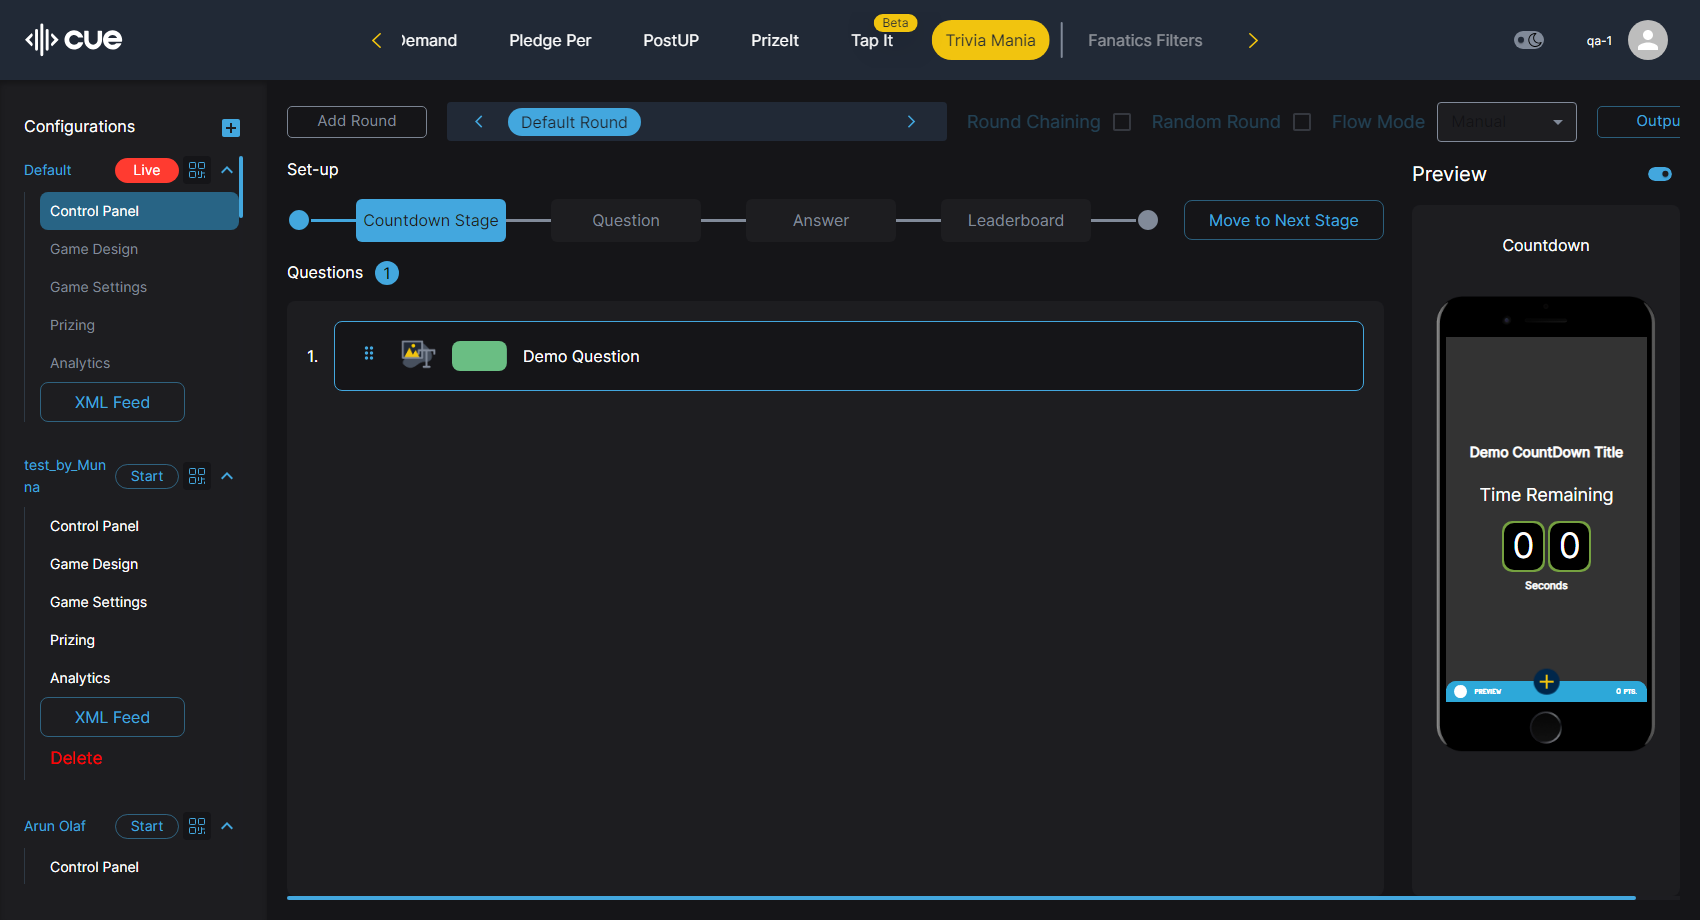 cue
Demand
Pledge Per
PostUP
PrizeIt
Tap It
Beta
Trivia Mania
Fanatics Filters
qa-1
Configurations
Default
Live
Control Panel
Game Design
Game Settings
Prizing
Analytics
XML Feed
test_by_Mun
na
Start
Control Panel
Game Design
Game Settings
Prizing
Analytics
XML Feed
Delete
Arun Olaf
Start
Control Panel
Add Round
Default Round
Round Chaining
Random Round
Flow Mode
Manual
Outpu
Set-up
Countdown Stage
Question
Answer
Leaderboard
Move to Next Stage
Questions 1
1.
Demo Question
Preview
Countdown
Demo CountDown Title
Time Remaining
0 0
Seconds
PREVIEW
0 PTS.